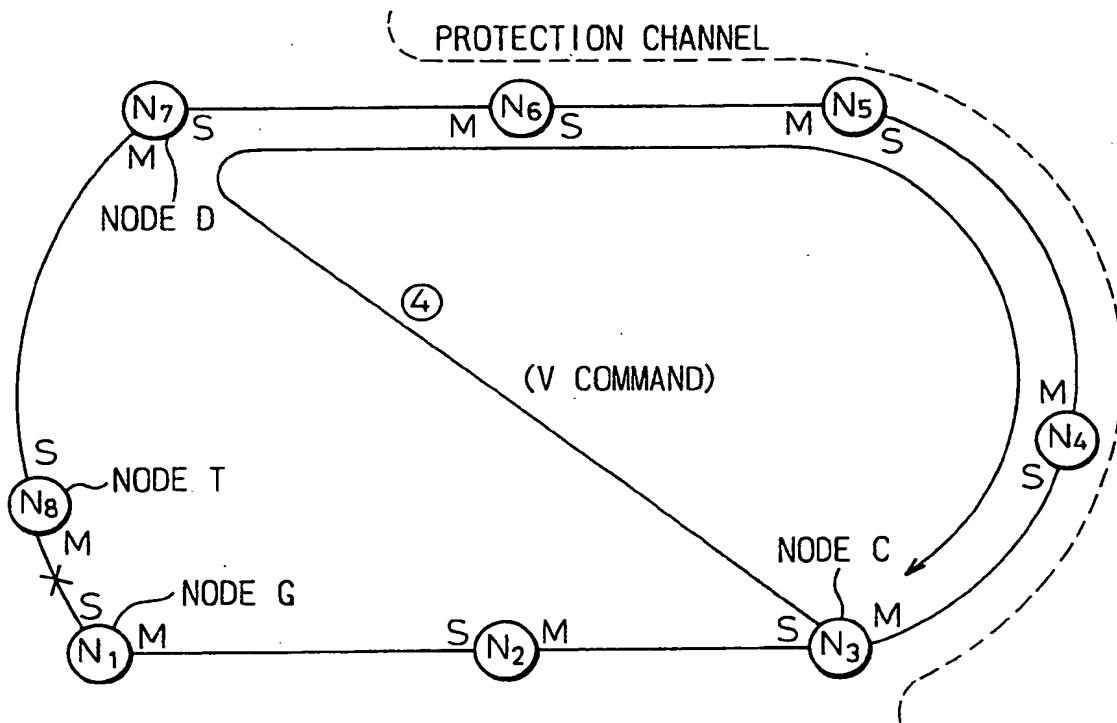 PROTECTION CHANNEL
N7 S M N6 S M N5 S
M
NODE D
4
(V COMMAND)
M
N4
S
S
N8 NODE T
M
NODE C
S NODE G
N1 M S N2 M S N3 M